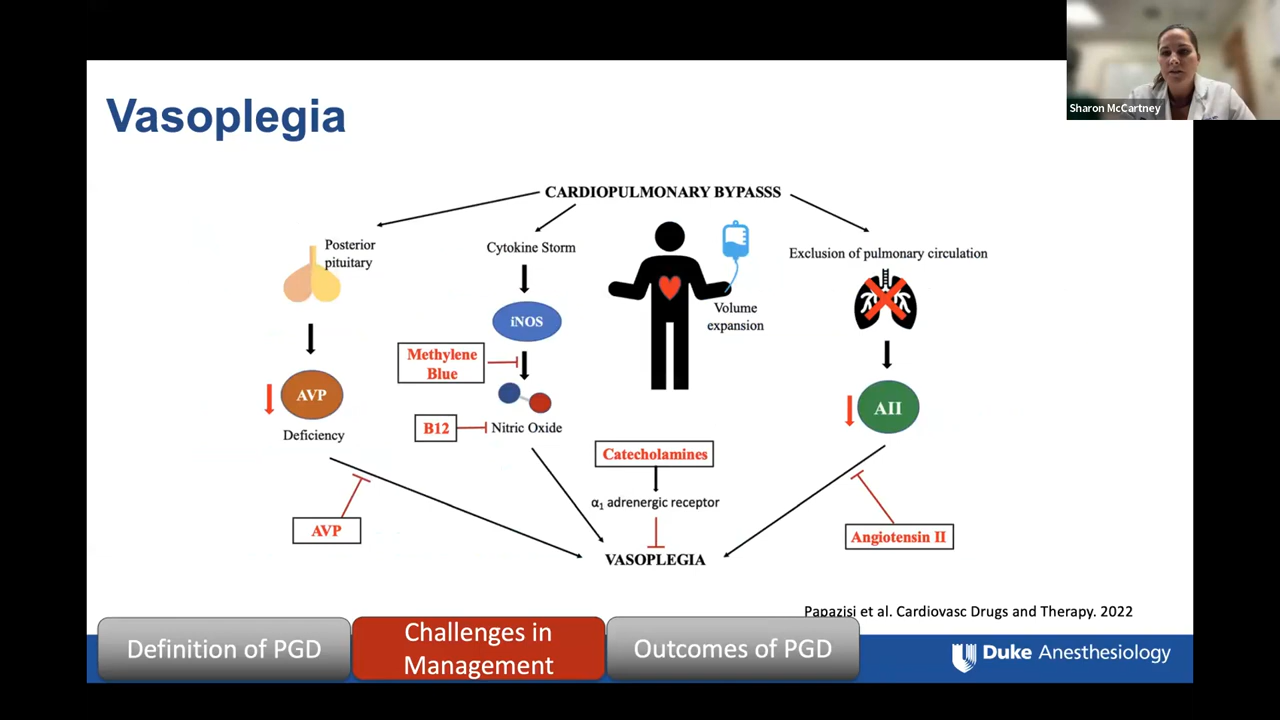 Sharon McCartney
Vasoplegia
CARDIOPULMONARY BYPASSS
Posterior
pituitary
Cytokine Storm
Exclusion of pulmonary circulation
iNOS
Volume
expansion
Methylene
Blue
AVP
AII
B12
Nitric Oxide
Deficiency
Catecholamines
α1 adrenergic receptor
AVP
Angiotensin II
VASOPLEGIA
Papazisi et al. Cardiovasc Drugs and Therapy. 2022
Definition of PGD
Challenges in
Management
Outcomes of PGD
Duke Anesthesiology